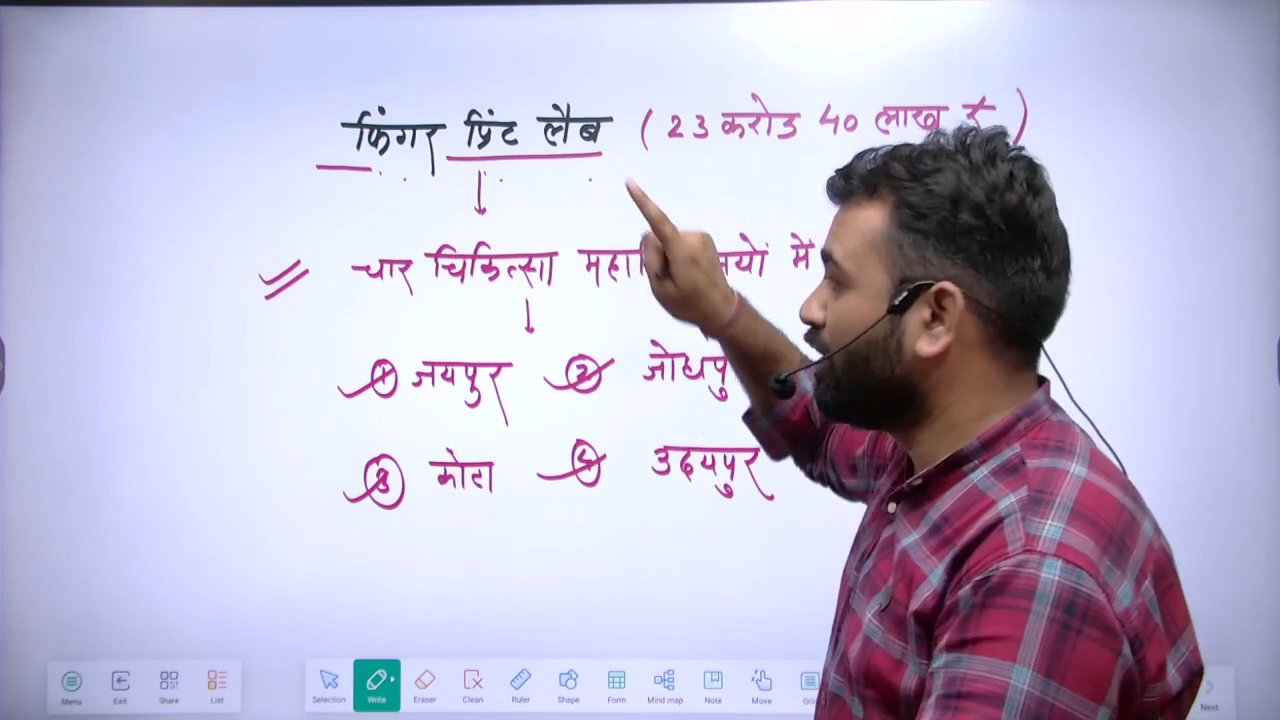 फिंगर प्रिंट लैब ( 23 करोड 40 लाख ₹ )
चार चिकित्सा में
① जयपुर ② जोधपु
③ कोटा ④ उदयपुर
Menu Exit Share List Selection Write Eraser Clean Ruler Shape Form Mind map Note Move Next